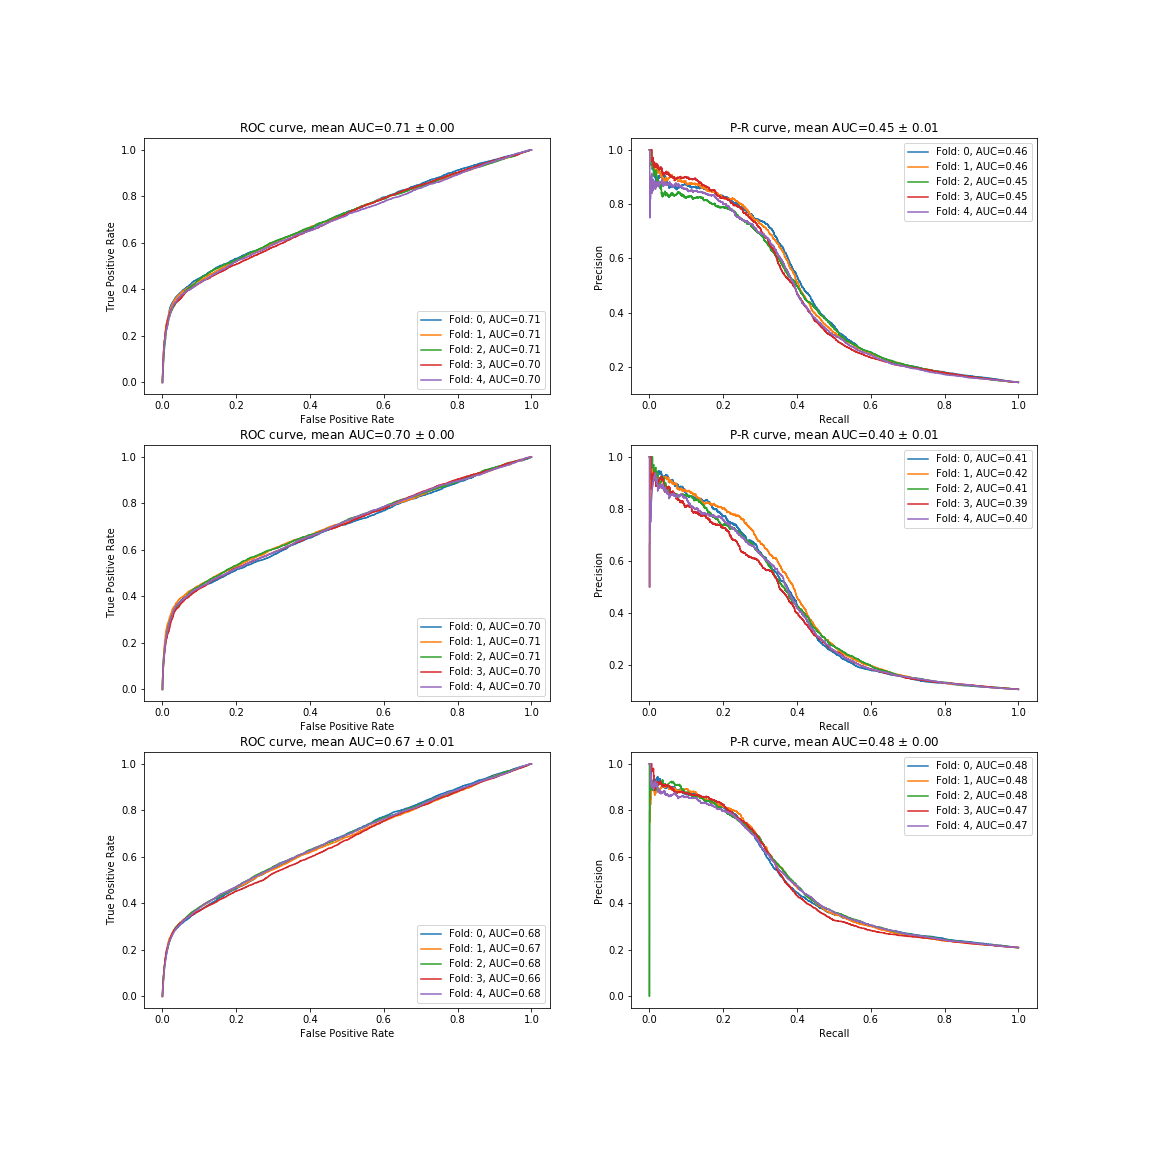 ROC curve, mean AUC=0.71 ± 0.00
True Positive Rate
1.0
0.8
0.6
0.4
0.2
0.0
Fold: 0, AUC=0.71
Fold: 1, AUC=0.71
Fold: 2, AUC=0.71
Fold: 3, AUC=0.70
Fold: 4, AUC=0.70
0.0 0.2 0.4 0.6 0.8 1.0
False Positive Rate
P-R curve, mean AUC=0.45 ± 0.01
Precision
1.0
0.8
0.6
0.4
0.2
Fold: 0, AUC=0.46
Fold: 1, AUC=0.46
Fold: 2, AUC=0.45
Fold: 3, AUC=0.45
Fold: 4, AUC=0.44
0.0 0.2 0.4 0.6 0.8 1.0
Recall
ROC curve, mean AUC=0.70 ± 0.00
True Positive Rate
1.0
0.8
0.6
0.4
0.2
0.0
Fold: 0, AUC=0.70
Fold: 1, AUC=0.71
Fold: 2, AUC=0.71
Fold: 3, AUC=0.70
Fold: 4, AUC=0.70
0.0 0.2 0.4 0.6 0.8 1.0
False Positive Rate
P-R curve, mean AUC=0.40 ± 0.01
Precision
1.0
0.8
0.6
0.4
0.2
Fold: 0, AUC=0.41
Fold: 1, AUC=0.42
Fold: 2, AUC=0.41
Fold: 3, AUC=0.39
Fold: 4, AUC=0.40
0.0 0.2 0.4 0.6 0.8 1.0
Recall
ROC curve, mean AUC=0.67 ± 0.01
True Positive Rate
1.0
0.8
0.6
0.4
0.2
0.0
Fold: 0, AUC=0.68
Fold: 1, AUC=0.67
Fold: 2, AUC=0.68
Fold: 3, AUC=0.66
Fold: 4, AUC=0.68
0.0 0.2 0.4 0.6 0.8 1.0
False Positive Rate
P-R curve, mean AUC=0.48 ± 0.00
Precision
1.0
0.8
0.6
0.4
0.2
0.0
Fold: 0, AUC=0.48
Fold: 1, AUC=0.48
Fold: 2, AUC=0.48
Fold: 3, AUC=0.47
Fold: 4, AUC=0.47
0.0 0.2 0.4 0.6 0.8 1.0
Recall